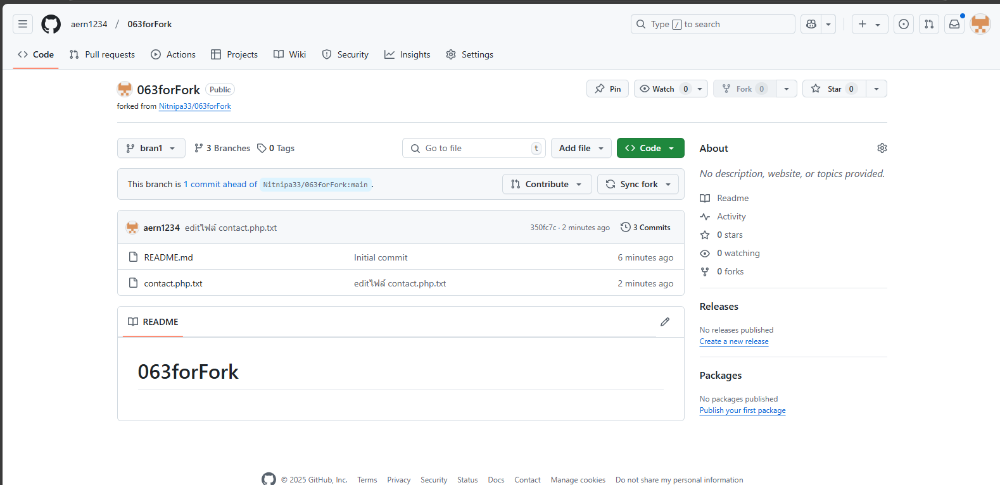 aern1234 / 063forFork
Type / to search
Code
Pull requests
Actions
Projects
Wiki
Security
Insights
Settings
063forFork Public
Pin
Watch 0
Fork 0
Star 0
forked from Nitnipa33/063forFork
bran1
3 Branches
0 Tags
Go to file t
Add file
Code
This branch is 1 commit ahead of Nitnipa33/063forFork:main .
Contribute
Sync fork
aern1234 editไฟล์ contact.php.txt 350fc7c · 2 minutes ago 3 Commits
README.md Initial commit 6 minutes ago
contact.php.txt editไฟล์ contact.php.txt 2 minutes ago
README
063forFork
About
No description, website, or topics provided.
Readme
Activity
0 stars
0 watching
0 forks
Releases
No releases published
Create a new release
Packages
No packages published
Publish your first package
© 2025 GitHub, Inc. Terms Privacy Security Status Docs Contact Manage cookies Do not share my personal information